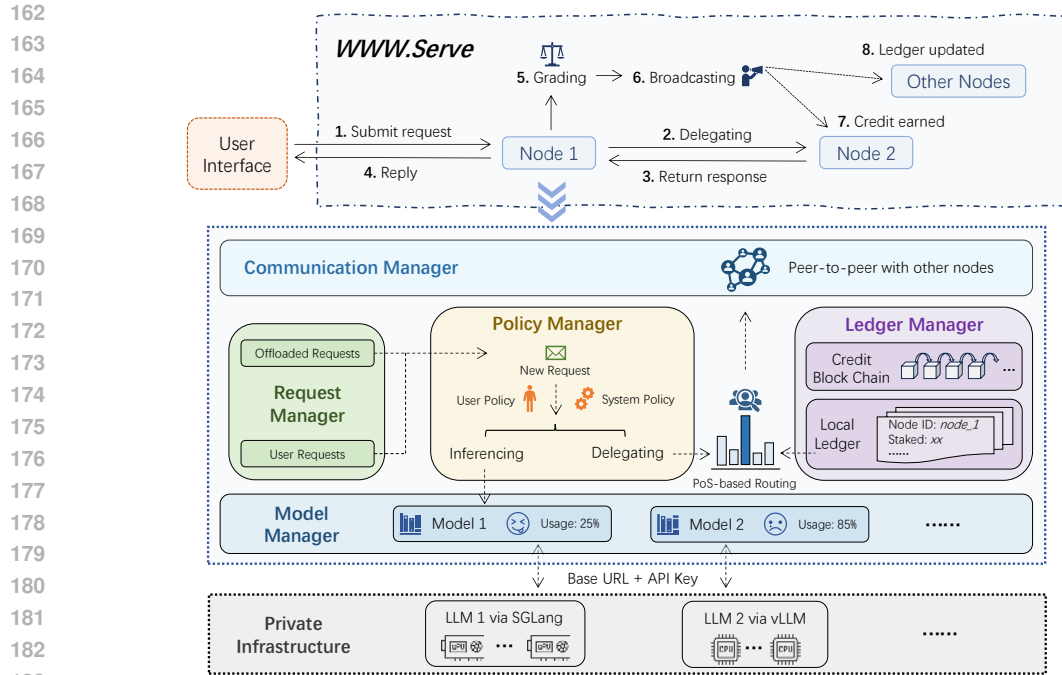 162
163
164
165
166
167
168
169
170
171
172
173
174
175
176
177
178
179
180
181
182
WWW.Serve
5. Grading
6. Broadcasting
8. Ledger updated
Other Nodes
User
Interface
1. Submit request
4. Reply
Node 1
2. Delegating
3. Return response
7. Credit earned
Node 2
Communication Manager
Peer-to-peer with other nodes
Offloaded Requests
Request
Manager
User Requests
Policy Manager
New Request
User Policy
System Policy
Inferencing
Delegating
PoS-based Routing
Ledger Manager
Credit
Block Chain
...
Local
Ledger
Node ID: node_1
Staked: xx
......
Model
Manager
Model 1
Usage: 25%
Model 2
Usage: 85%
......
Base URL + API Key
Private
Infrastructure
LLM 1 via SGLang
GPU ... GPU
LLM 2 via vLLM
CPU ... CPU
......